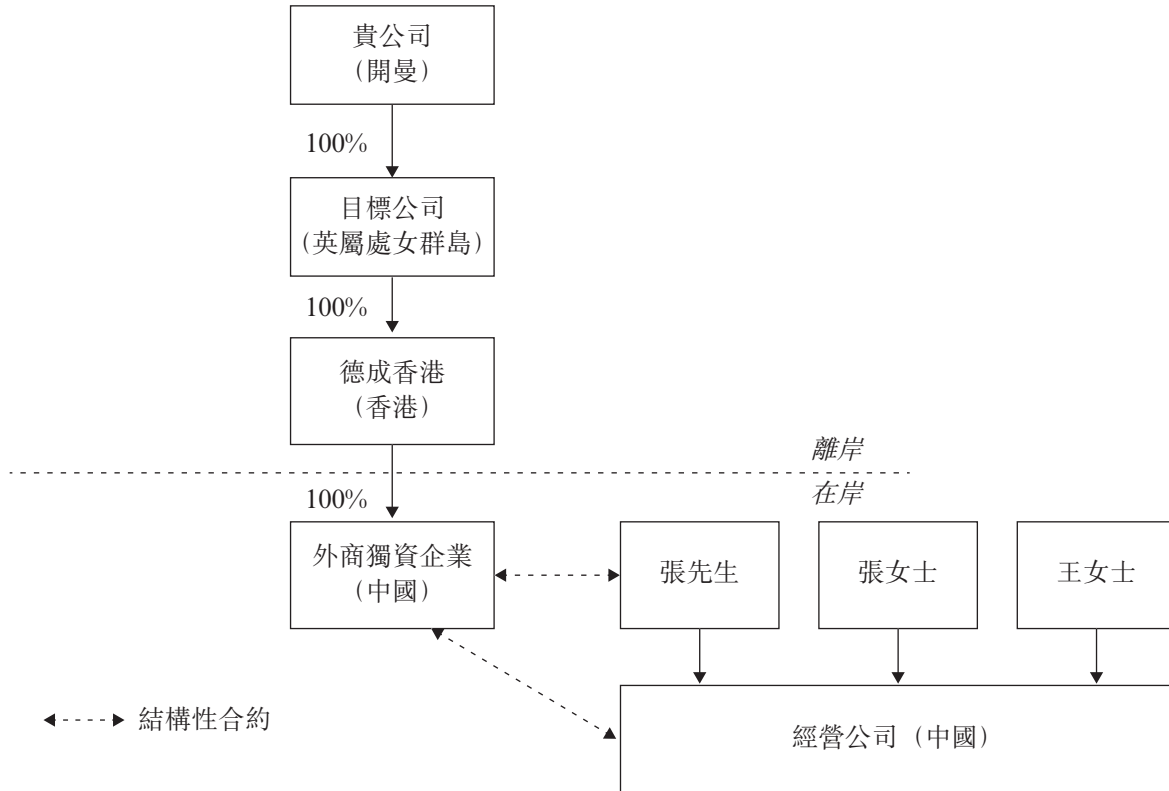 貴公司
（開曼）
100%
目標公司
（英屬處女群島）
100%
德成香港
（香港）
離岸
在岸
100%
外商獨資企業
（中國）
張先生
張女士
王女士
結構性合約
經營公司（中國）